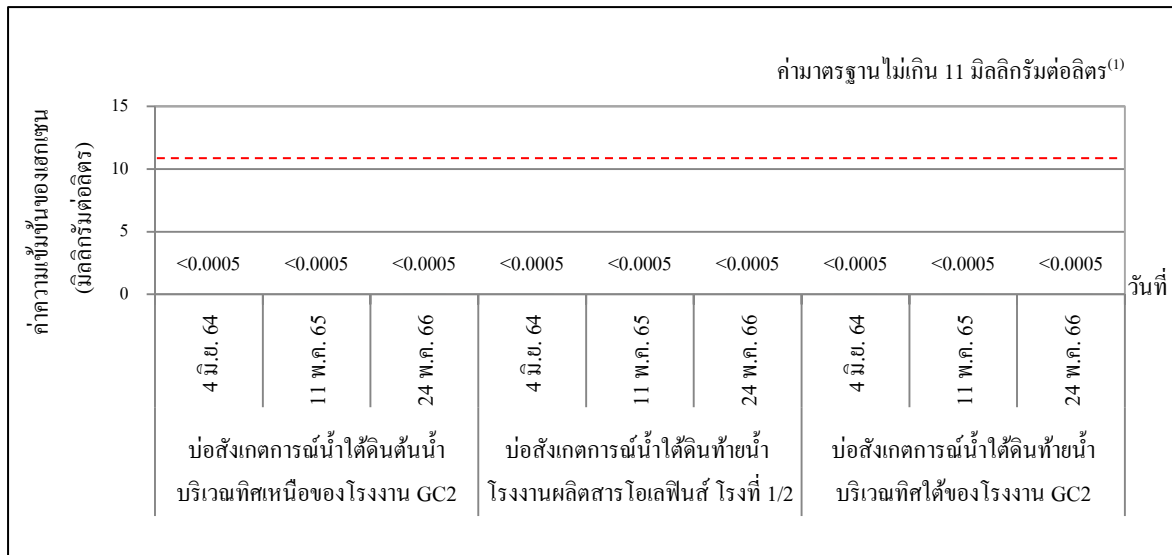 ค่ามาตรฐานไม่เกิน 11 มิลลิกรัมต่อลิตร(1)
ค่าความเข้มข้นของเฮกเซน
(มิลลิกรัมต่อลิตร)
15
10
5
0
<0.0005 <0.0005 <0.0005 <0.0005 <0.0005 <0.0005 <0.0005 <0.0005 <0.0005
วันที่
4 มิ.ย. 64 11 พ.ค. 65 24 พ.ค. 66 4 มิ.ย. 64 11 พ.ค. 65 24 พ.ค. 66 4 มิ.ย. 64 11 พ.ค. 65 24 พ.ค. 66
บ่อสังเกตการณ์น้ำใต้ดินต้นน้ำ
บริเวณทิศเหนือของโรงงาน GC2
บ่อสังเกตการณ์น้ำใต้ดินท้ายน้ำ
โรงงานผลิตสารโอเลฟินส์ โรงที่ 1/2
บ่อสังเกตการณ์น้ำใต้ดินท้ายน้ำ
บริเวณทิศใต้ของโรงงาน GC2